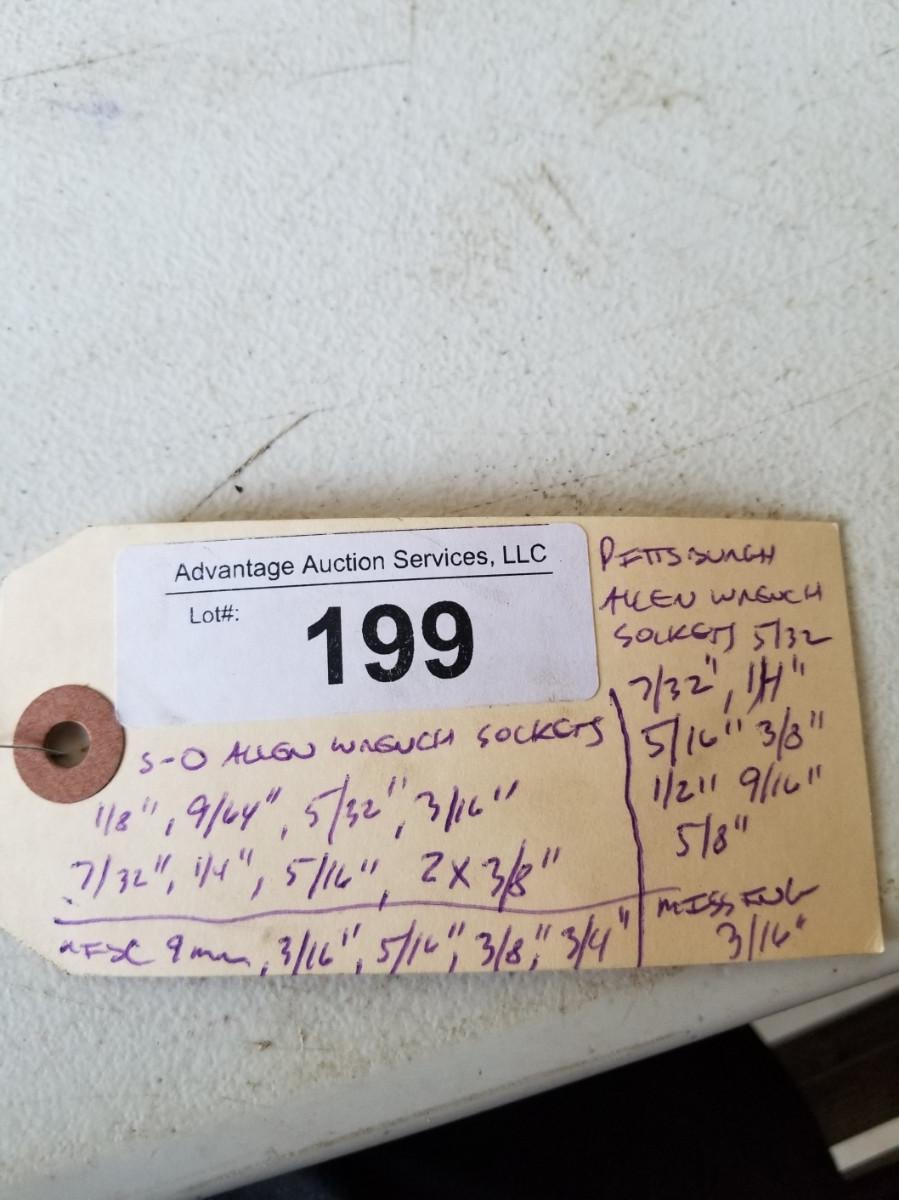 Advantage Auction Services, LLC
Lot#:
199
S-O ALLEN WRENCH SOCKETS
1/8", 9/64", 5/32", 3/16"
7/32", 1/4", 5/16", 2 X 3/8"
MISC 9mm, 3/16", 5/16", 3/8", 3/4"
PITTSBURGH
ALLEN WRENCH
SOCKETS 5/32
7/32", 1/4"
5/16" 3/8"
1/2" 9/16"
5/8"
MISSING
3/16"